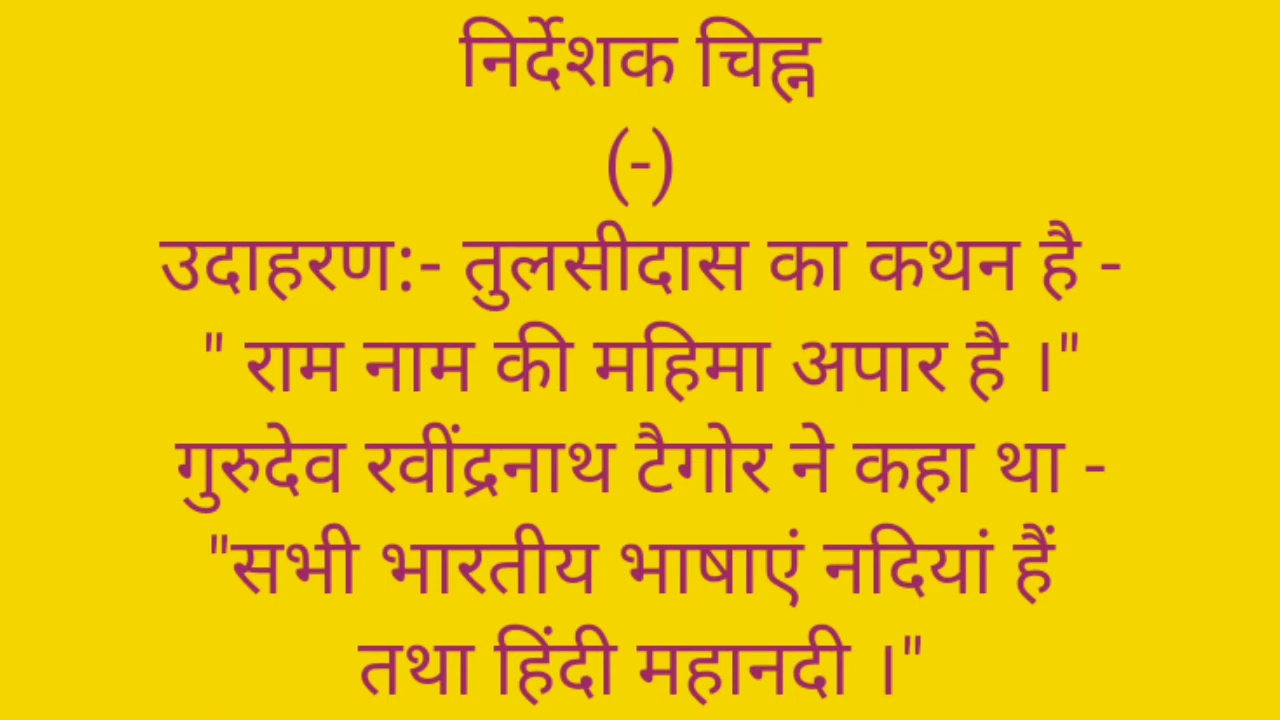 निर्देशक चिह्न
(-)
उदाहरण:- तुलसीदास का कथन है -
" राम नाम की महिमा अपार है ।"
गुरुदेव रवींद्रनाथ टैगोर ने कहा था -
"सभी भारतीय भाषाएं नदियां हैं
तथा हिंदी महानदी ।"